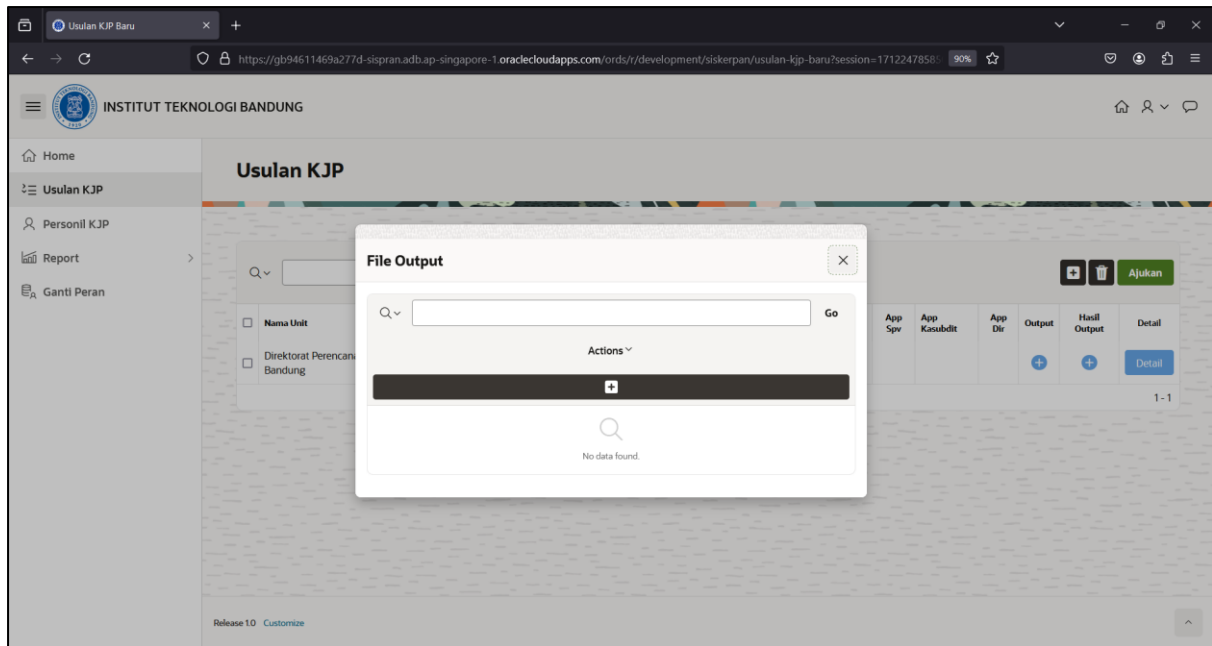 Usulan KJP Baru
https://gb94611469a277d-sispran.adb.ap-singapore-1.oraclecloudapps.com/ords/r/development/siskerpan/usulan-kjp-baru?session=17122478585
90%
INSTITUT TEKNOLOGI BANDUNG
Home
Usulan KJP
Personil KJP
Report
Ganti Peran
Usulan KJP
Ajukan
Nama Unit
App Spv
App Kasubdit
App Dir
Output
Hasil Output
Detail
Direktorat Perencana
Bandung
Detail
1 - 1
File Output
Go
Actions
No data found.
Release 1.0 Customize